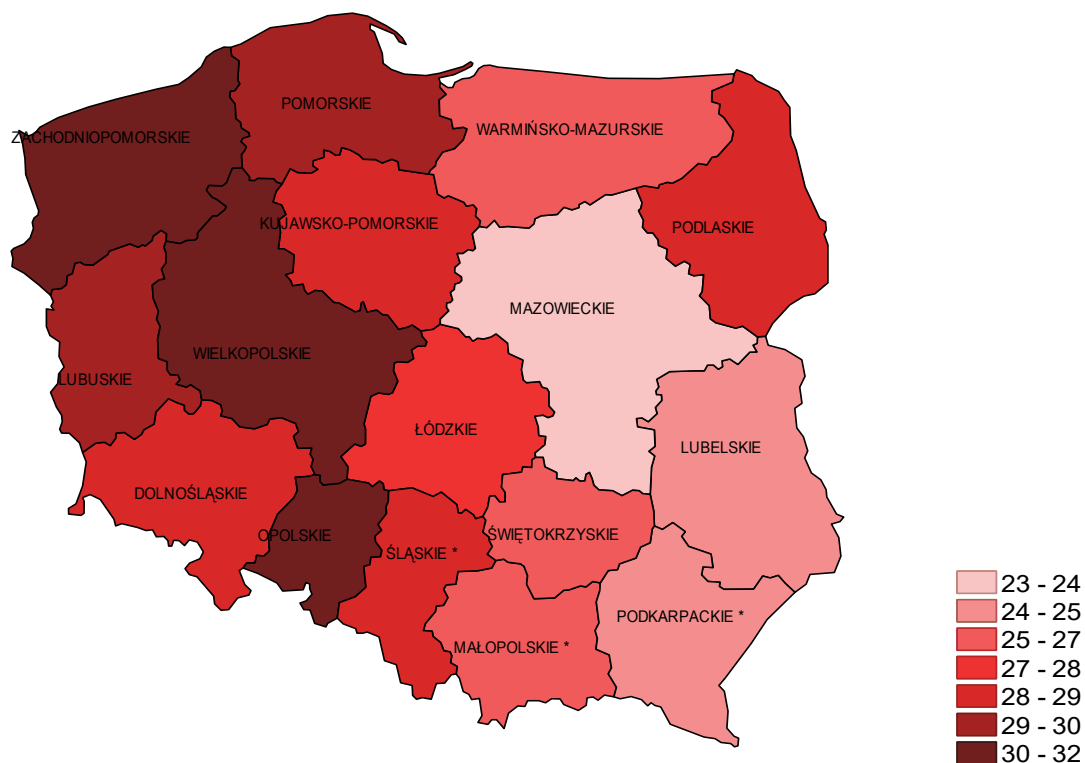 POMORSKIE
ZACHODNIOPOMORSKIE
WARMIŃSKO-MAZURSKIE
KUJAWSKO-POMORSKIE
PODLASKIE
MAZOWIECKIE
WIELKOPOLSKIE
LUBUSKIE
ŁÓDZKIE
LUBELSKIE
DOLNOŚLĄSKIE
OPOLSKIE
ŚLĄSKIE *
ŚWIĘTOKRZYSKIE
PODKARPACKIE *
MAŁOPOLSKIE *
23 - 24
24 - 25
25 - 27
27 - 28
28 - 29
29 - 30
30 - 32